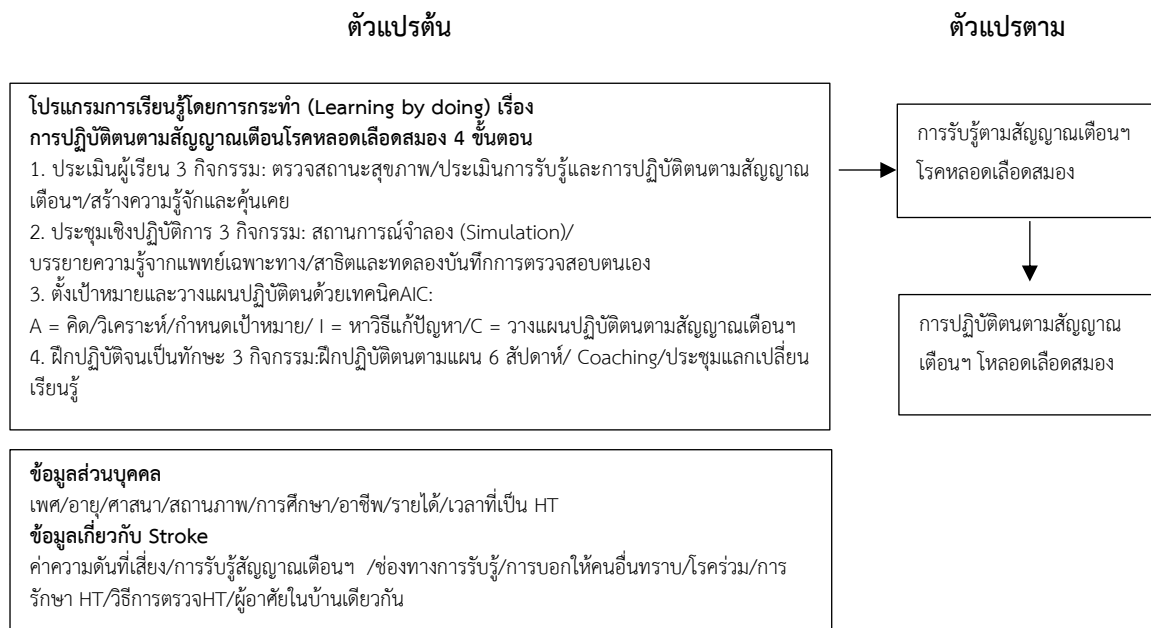 ตัวแปรต้น
ตัวแปรตาม
โปรแกรมการเรียนรู้โดยการกระทำ (Learning by doing) เรื่อง
การปฏิบัติตนตามสัญญาณเตือนโรคหลอดเลือดสมอง 4 ขั้นตอน
1. ประเมินผู้เรียน 3 กิจกรรม: ตรวจสถานะสุขภาพ/ประเมินการรับรู้และการปฏิบัติตนตามสัญญาณ
เตือนฯ/สร้างความรู้จักและคุ้นเคย
2. ประชุมเชิงปฏิบัติการ 3 กิจกรรม: สถานการณ์จำลอง (Simulation)/
บรรยายความรู้จากแพทย์เฉพาะทาง/สาธิตและทดลองบันทึกการตรวจสอบตนเอง
3. ตั้งเป้าหมายและวางแผนปฏิบัติตนด้วยเทคนิคAIC:
A = คิด/วิเคราะห์/กำหนดเป้าหมาย/ I = หาวิธีแก้ปัญหา/C = วางแผนปฏิบัติตนตามสัญญาณเตือนฯ
4. ฝึกปฏิบัติจนเป็นทักษะ 3 กิจกรรม:ฝึกปฏิบัติตนตามแผน 6 สัปดาห์/ Coaching/ประชุมแลกเปลี่ยน
เรียนรู้
การรับรู้ตามสัญญาณเตือนฯ
โรคหลอดเลือดสมอง
การปฏิบัติตนตามสัญญาณ
เตือนฯ โหลอดเลือดสมอง
ข้อมูลส่วนบุคคล
เพศ/อายุ/ศาสนา/สถานภาพ/การศึกษา/อาชีพ/รายได้/เวลาที่เป็น HT
ข้อมูลเกี่ยวกับ Stroke
ค่าความดันที่เสี่ยง/การรับรู้สัญญาณเตือนฯ /ช่องทางการรับรู้/การบอกให้คนอื่นทราบ/โรคร่วม/การ
รักษา HT/วิธีการตรวจHT/ผู้อาศัยในบ้านเดียวกัน